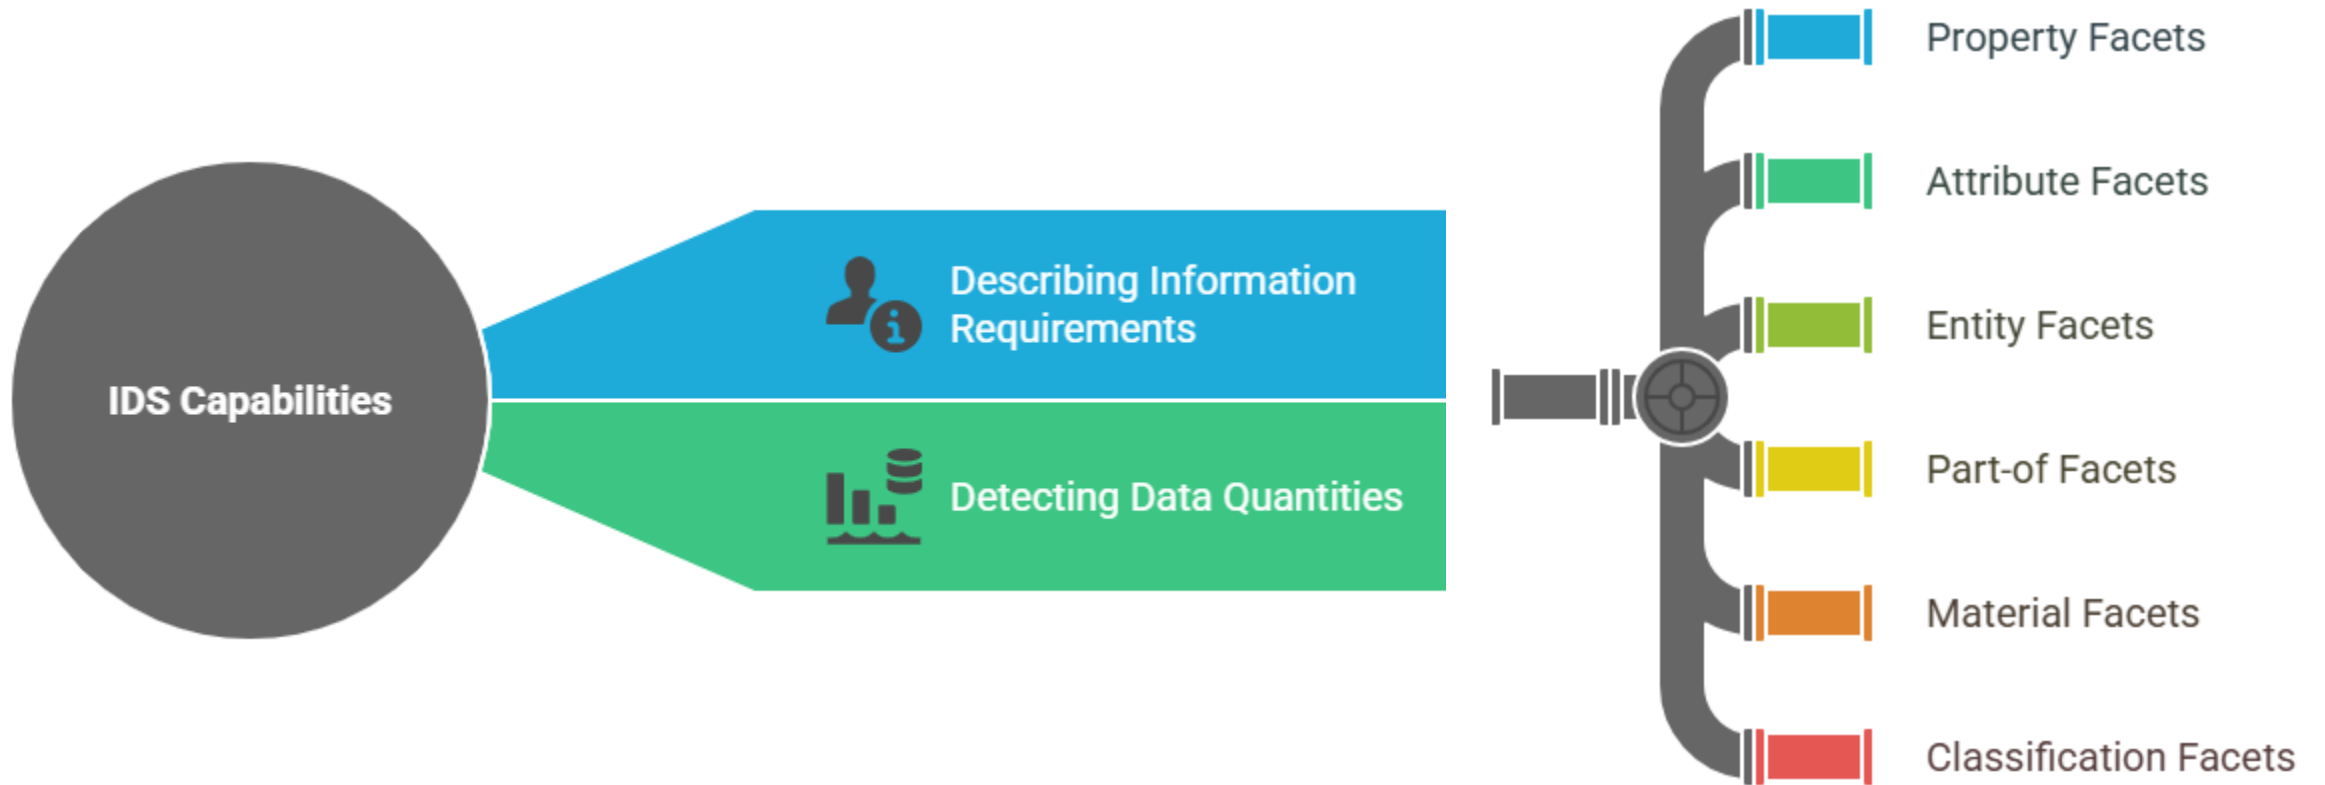 IDS Capabilities
Describing Information
Requirements
Detecting Data Quantities
Property Facets
Attribute Facets
Entity Facets
Part-of Facets
Material Facets
Classification Facets